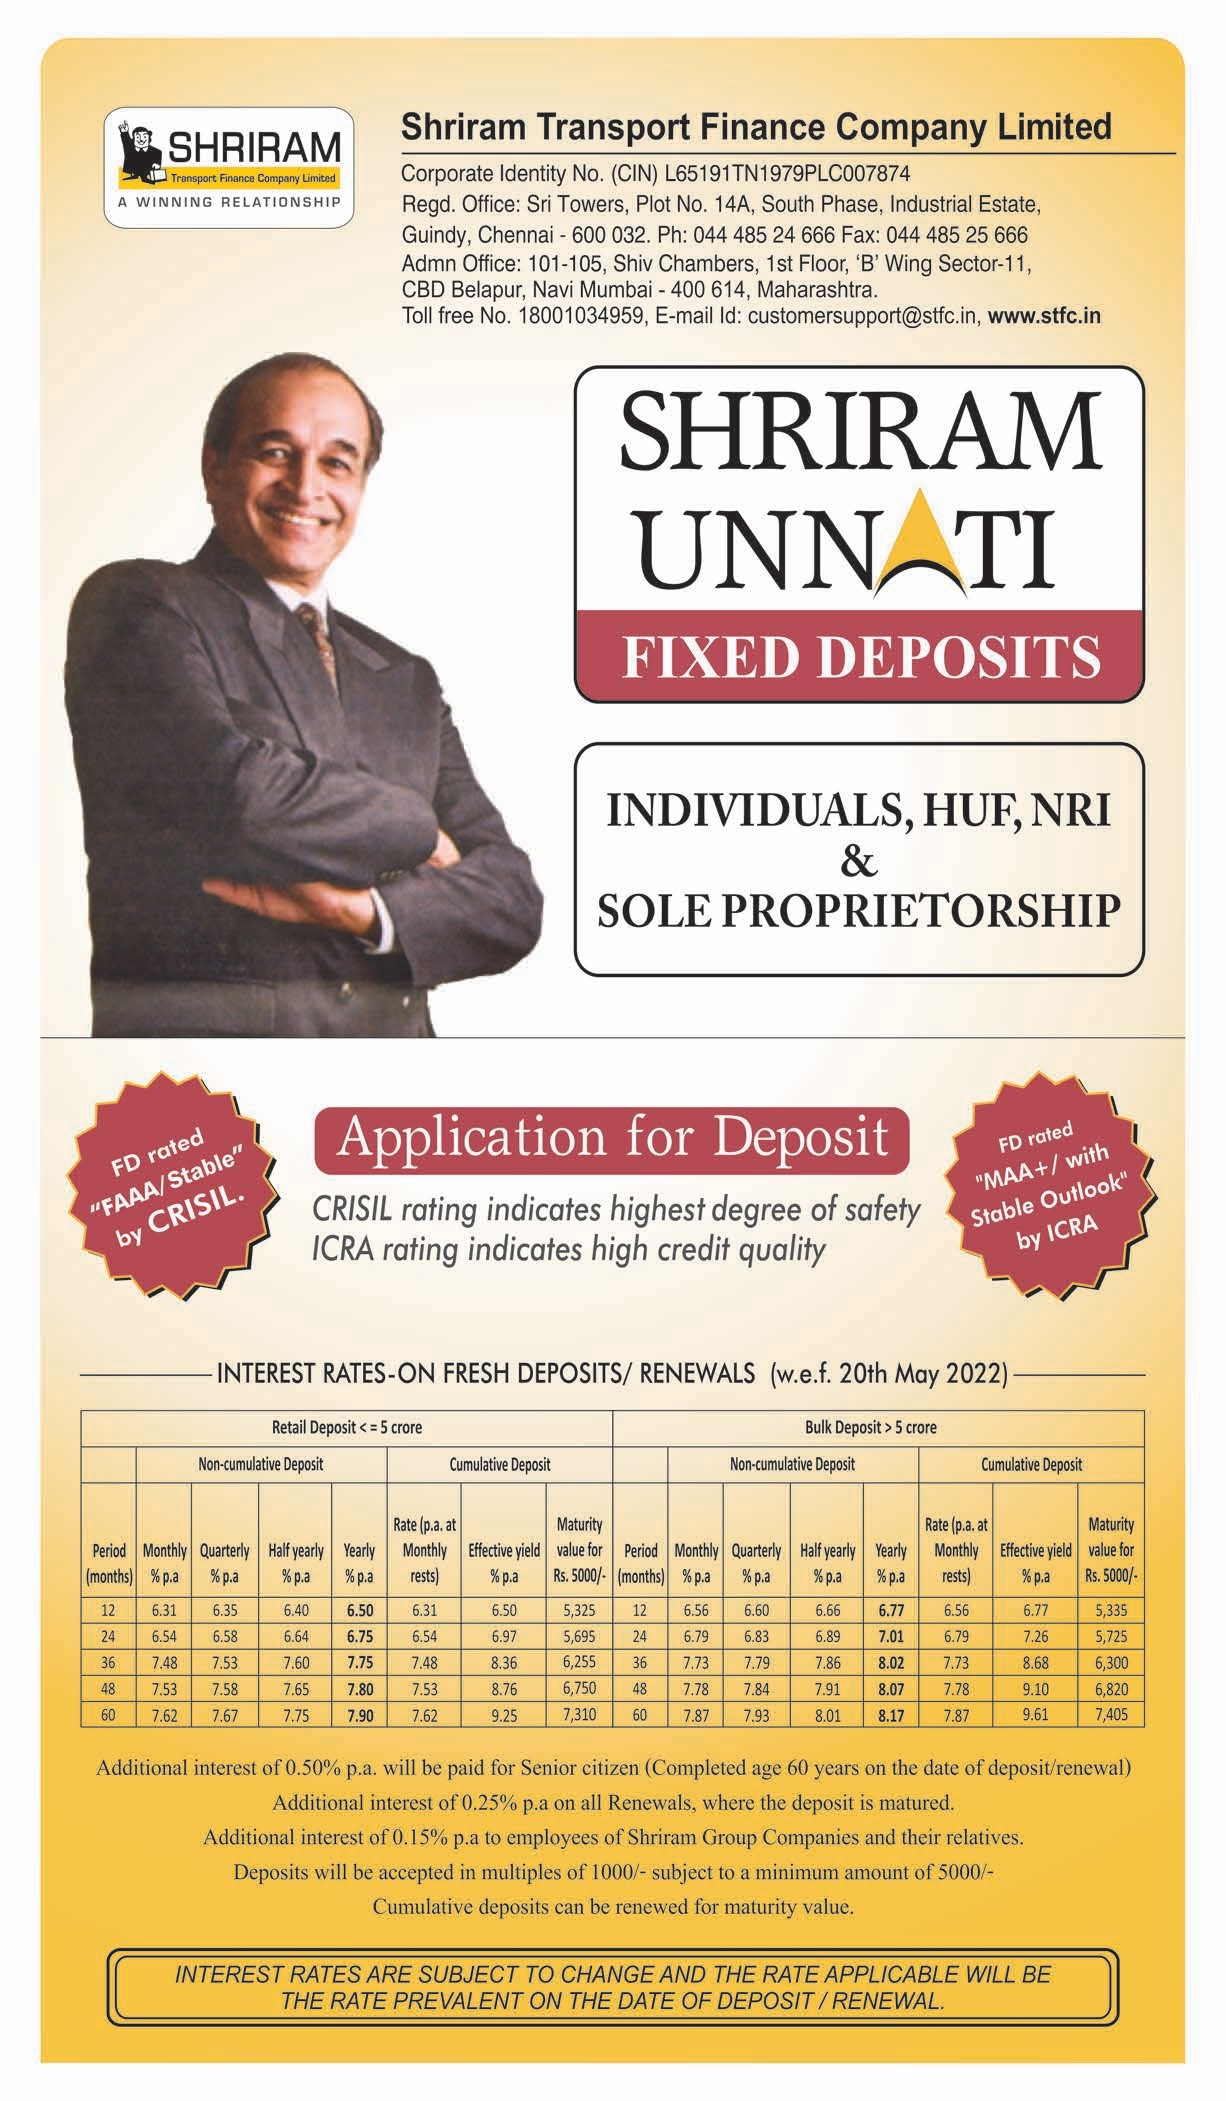 SHRIRAM
Transport Finance Company Limited
A WINNING RELATIONSHIP
Shriram Transport Finance Company Limited
Corporate Identity No. (CIN) L65191TN1979PLC007874
Regd. Office: Sri Towers, Plot No. 14A, South Phase, Industrial Estate,
Guindy, Chennai - 600 032. Ph: 044 485 24 666 Fax: 044 485 25 666
Admn Office: 101-105, Shiv Chambers, 1st Floor, ‘B’ Wing Sector-11,
CBD Belapur, Navi Mumbai - 400 614, Maharashtra.
Toll free No. 18001034959, E-mail Id: customersupport@stfc.in, www.stfc.in
SHRIRAM
UNNATI
FIXED DEPOSITS
INDIVIDUALS, HUF, NRI
&
SOLE PROPRIETORSHIP
FD rated
“FAAA/Stable”
by CRISIL.
Application for Deposit
CRISIL rating indicates highest degree of safety
ICRA rating indicates high credit quality
FD rated
"MAA+/ with
Stable Outlook"
by ICRA
INTEREST RATES-ON FRESH DEPOSITS/ RENEWALS (w.e.f. 20th May 2022)
Retail Deposit < = 5 crore Bulk Deposit > 5 crore
Non-cumulative Deposit Cumulative Deposit Non-cumulative Deposit Cumulative Deposit
Rate (p.a. at Maturity Rate (p.a. at Maturity
Period Monthly Quarterly Half yearly Yearly Monthly Effective yield value for Period Monthly Quarterly Half yearly Yearly Monthly Effective yield value for
(months) % p.a % p.a % p.a % p.a rests) % p.a Rs. 5000/- (months) % p.a % p.a % p.a % p.a rests) % p.a Rs. 5000/-
12 6.31 6.35 6.40 6.50 6.31 6.50 5,325 12 6.56 6.60 6.66 6.77 6.56 6.77 5,335
24 6.54 6.58 6.64 6.75 6.54 6.97 5,695 24 6.79 6.83 6.89 7.01 6.79 7.26 5,725
36 7.48 7.53 7.60 7.75 7.48 8.36 6,255 36 7.73 7.79 7.86 8.02 7.73 8.68 6,300
48 7.53 7.58 7.65 7.80 7.53 8.76 6,750 48 7.78 7.84 7.91 8.07 7.78 9.10 6,820
60 7.62 7.67 7.75 7.90 7.62 9.25 7,310 60 7.87 7.93 8.01 8.17 7.87 9.61 7,405
Additional interest of 0.50% p.a. will be paid for Senior citizen (Completed age 60 years on the date of deposit/renewal)
Additional interest of 0.25% p.a on all Renewals, where the deposit is matured.
Additional interest of 0.15% p.a to employees of Shriram Group Companies and their relatives.
Deposits will be accepted in multiples of 1000/- subject to a minimum amount of 5000/-
Cumulative deposits can be renewed for maturity value.
INTEREST RATES ARE SUBJECT TO CHANGE AND THE RATE APPLICABLE WILL BE
THE RATE PREVALENT ON THE DATE OF DEPOSIT / RENEWAL.